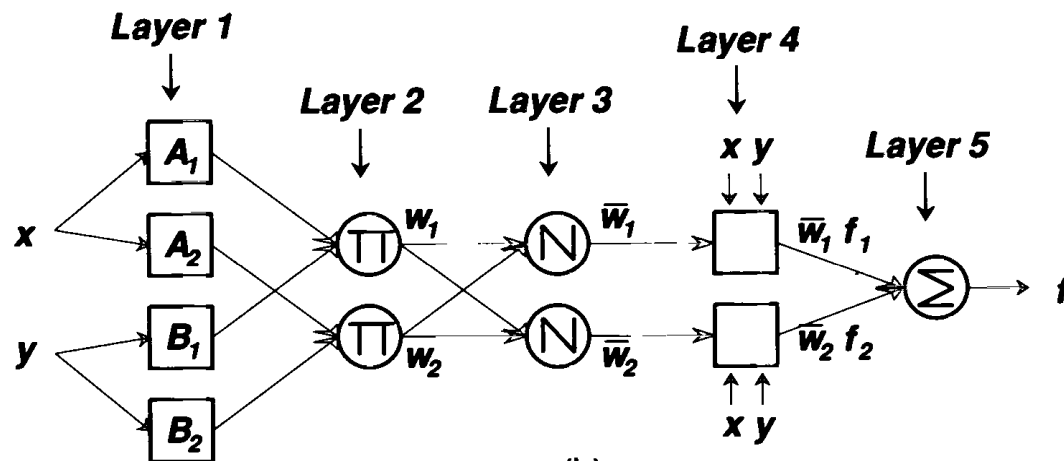 Layer 1
Layer 4
Layer 2
Layer 3
Layer 5
x y
A₁
x
A₂
Π
w₁
N
w̅₁
w̅₁ f₁
Σ
f
y
B₁
Π
w₂
N
w̅₂
w̅₂ f₂
B₂
x y